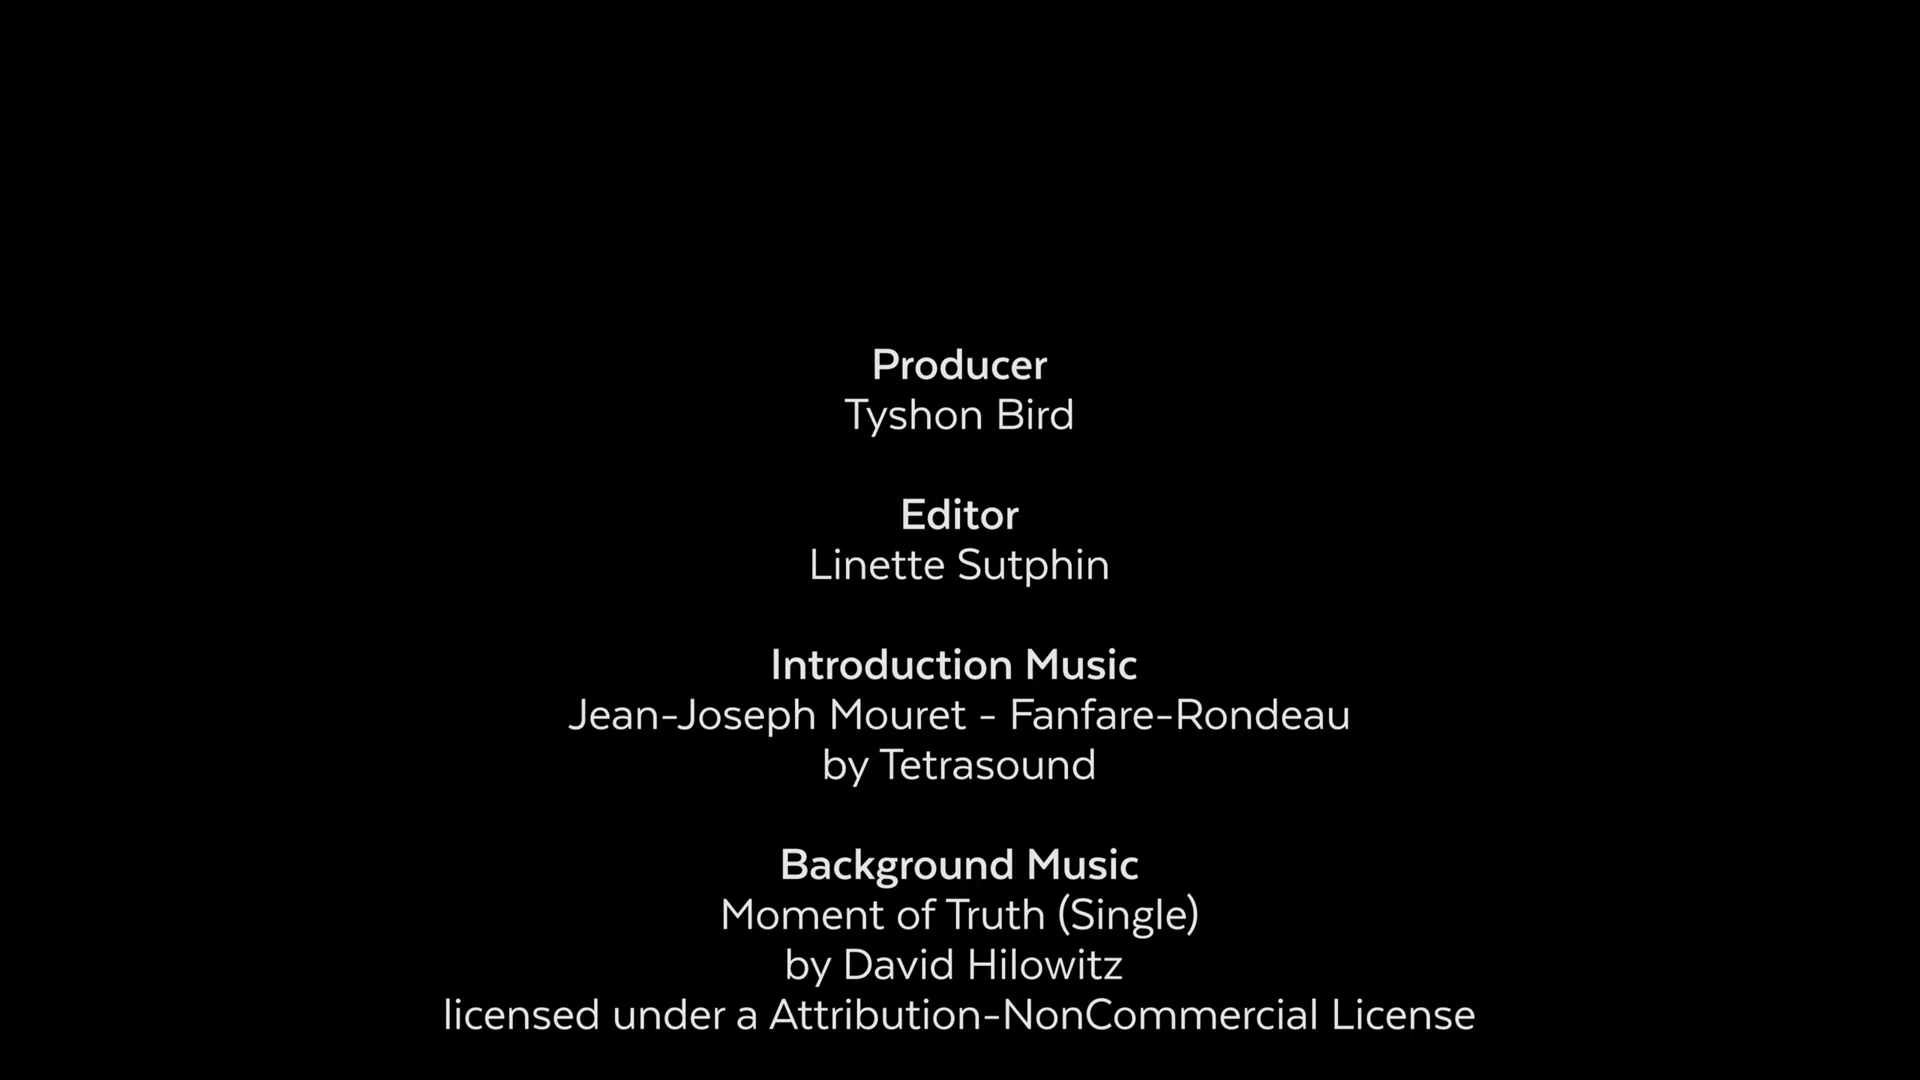 Producer
Tyshon Bird
Editor
Linette Sutphin
Introduction Music
Jean-Joseph Mouret - Fanfare-Rondeau
by Tetrasound
Background Music
Moment of Truth (Single)
by David Hilowitz
licensed under a Attribution-NonCommercial License